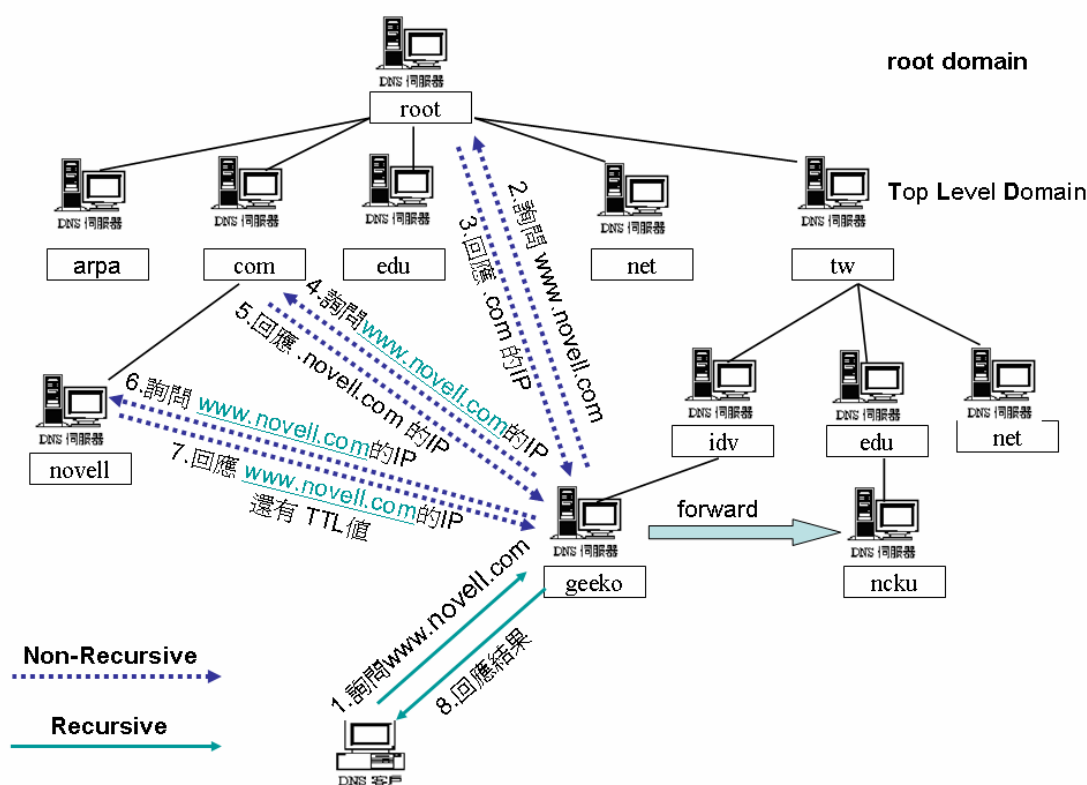 DNS 伺服器
root domain
root
DNS 伺服器
DNS 伺服器
DNS 伺服器
DNS 伺服器
DNS 伺服器
Top Level Domain
arpa
com
edu
net
tw
2.詢問 www.novell.com
3.回應 .com 的IP
4.詢問www.novell.com的IP
5.回應 .novell.com 的IP
6.詢問 www.novell.com的IP
7.回應 www.novell.com的IP
還有 TTL值
DNS 伺服器
novell
DNS 伺服器
DNS 伺服器
DNS 伺服器
idv
edu
net
DNS 伺服器
geeko
forward
DNS 伺服器
ncku
1.詢問www.novell.com
8.回應結果
Non-Recursive
Recursive
DNS 客戶